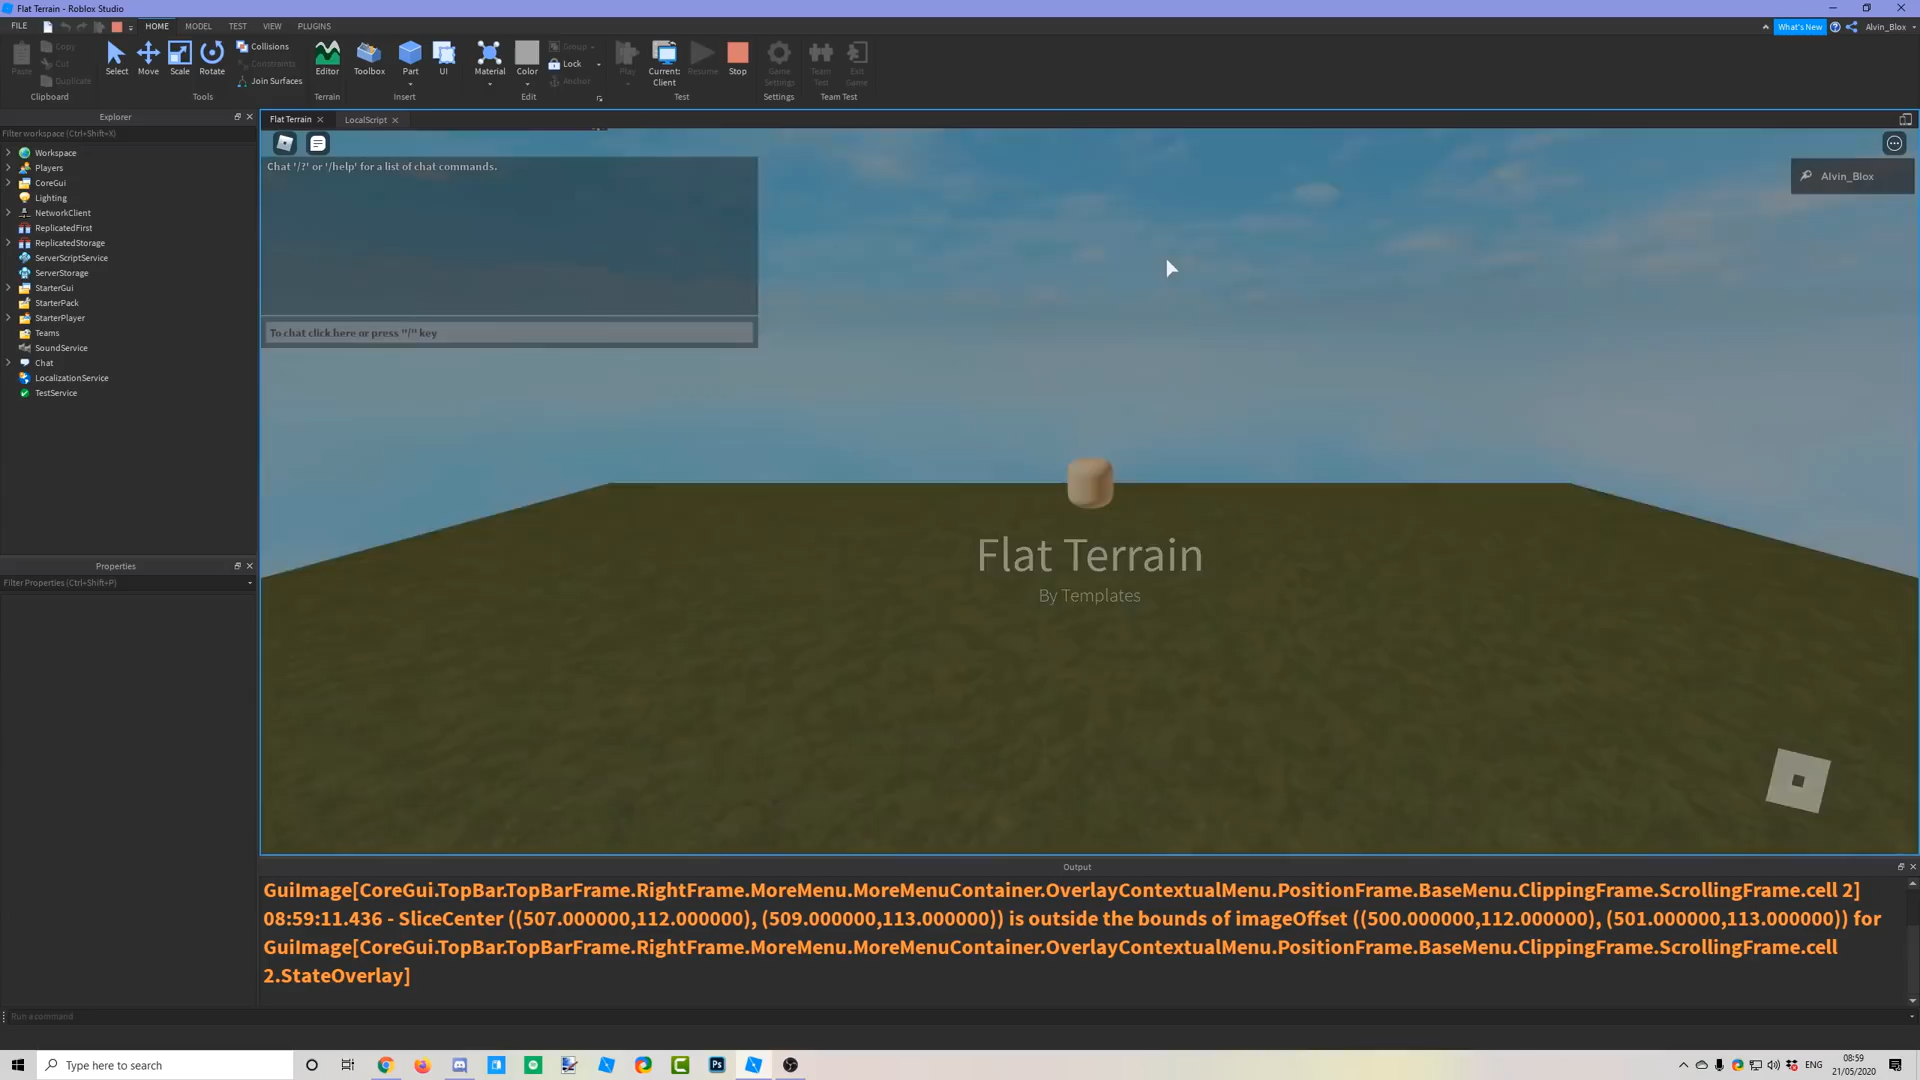 Flat Terrain - Roblox Studio
FILE HOME MODEL TEST VIEW PLUGINS
What's New Alvin_Blox
Paste Copy Cut Duplicate
Select Move Scale Rotate
Collisions
Constraints
Join Surfaces
Editor Toolbox Part UI
Material Color
Group
Lock
Anchor
Play Current: Client Resume Stop
Game Settings
Team Test
Exit Game
Clipboard Tools Terrain Insert Edit Test Settings Team Test
Explorer
Filter workspace (Ctrl+Shift+X)
Workspace
Players
CoreGui
Lighting
NetworkClient
ReplicatedFirst
ReplicatedStorage
ServerScriptService
ServerStorage
StarterGui
StarterPack
StarterPlayer
Teams
SoundService
Chat
LocalizationService
TestService
Properties
Filter Properties (Ctrl+Shift+P)
Flat Terrain LocalScript
Chat '/?' or '/help' for a list of chat commands.
To chat click here or press "/" key
Alvin_Blox
Flat Terrain
By Templates
Output
GuiImage[CoreGui.TopBar.TopBarFrame.RightFrame.MoreMenu.MoreMenuContainer.OverlayContextualMenu.PositionFrame.BaseMenu.ClippingFrame.ScrollingFrame.cell 2]
08:59:11.436 - SliceCenter ((507.000000,112.000000), (509.000000,113.000000)) is outside the bounds of imageOffset ((500.000000,112.000000), (501.000000,113.000000)) for
GuiImage[CoreGui.TopBar.TopBarFrame.RightFrame.MoreMenu.MoreMenuContainer.OverlayContextualMenu.PositionFrame.BaseMenu.ClippingFrame.ScrollingFrame.cell
2.StateOverlay]
Run a command
Type here to search
Ps
ENG
08:59
21/05/2020